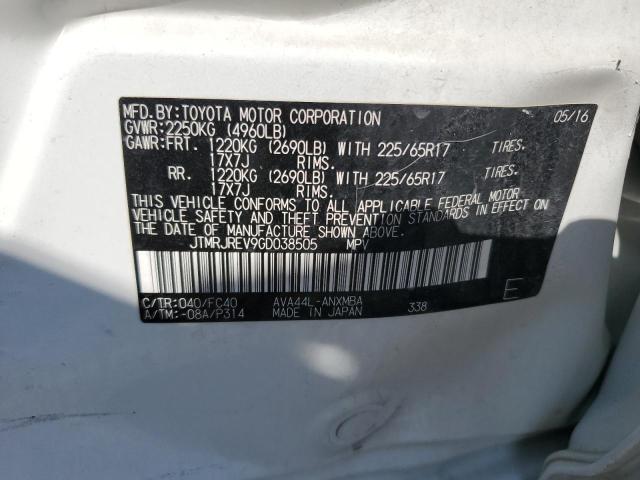 MFD.BY:TOYOTA MOTOR CORPORATION 05/16
GVWR:2250KG (4960LB)
GAWR:FRT. 1220KG (2690LB) WITH 225/65R17 TIRES.
17X7J RIMS.
RR. 1220KG (2690LB) WITH 225/65R17 TIRES.
17X7J RIMS.
THIS VEHICLE CONFORMS TO ALL APPLICABLE FEDERAL MOTOR
VEHICLE SAFETY AND THEFT PREVENTION STANDARDS IN EFFECT ON
THE DATE OF MANUFACTURE SHOWN ABOVE.
JTMRJREV9GD038505 MPV
C/TR:040/FC40 AVA44L-ANXMBA 338 E
A/TM:-08A/P314 MADE IN JAPAN